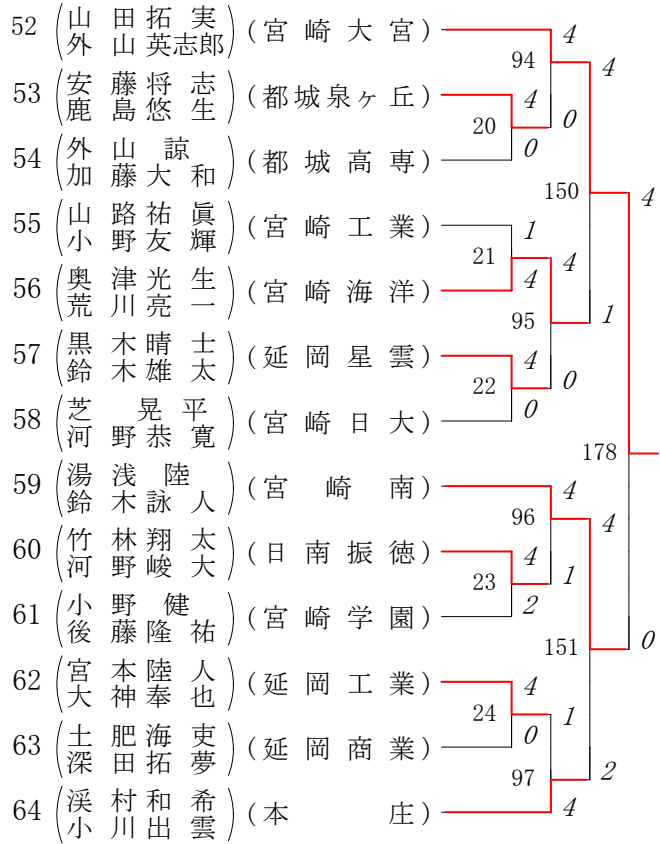 52 (山田拓実 外山英志郎) (宮崎大宮) 4
94 4
53 (安藤将志 鹿島悠生) (都城泉ヶ丘) 4
20 0
54 (外山諒 加藤大和) (都城高専) 0
150 4
55 (山路祐眞 小野友輝) (宮崎工業) 1
21 4
56 (奥津光生 荒川亮一) (宮崎海洋) 4
95 1
57 (黒木晴士 鈴木雄太) (延岡星雲) 4
22 0
58 (芝晃平 河野恭寛) (宮崎日大) 0
178
59 (湯浅陸 鈴木詠人) (宮崎南) 4
96 4
60 (竹林翔太 河野峻大) (日南振徳) 4
23 1
61 (小野健 後藤隆祐) (宮崎学園) 2
151 0
62 (宮本陸人 大神奉也) (延岡工業) 4
24 1
63 (土肥海吏 深田拓夢) (延岡商業) 0
97 2
64 (渓村和希 小川出雲) (本庄) 4